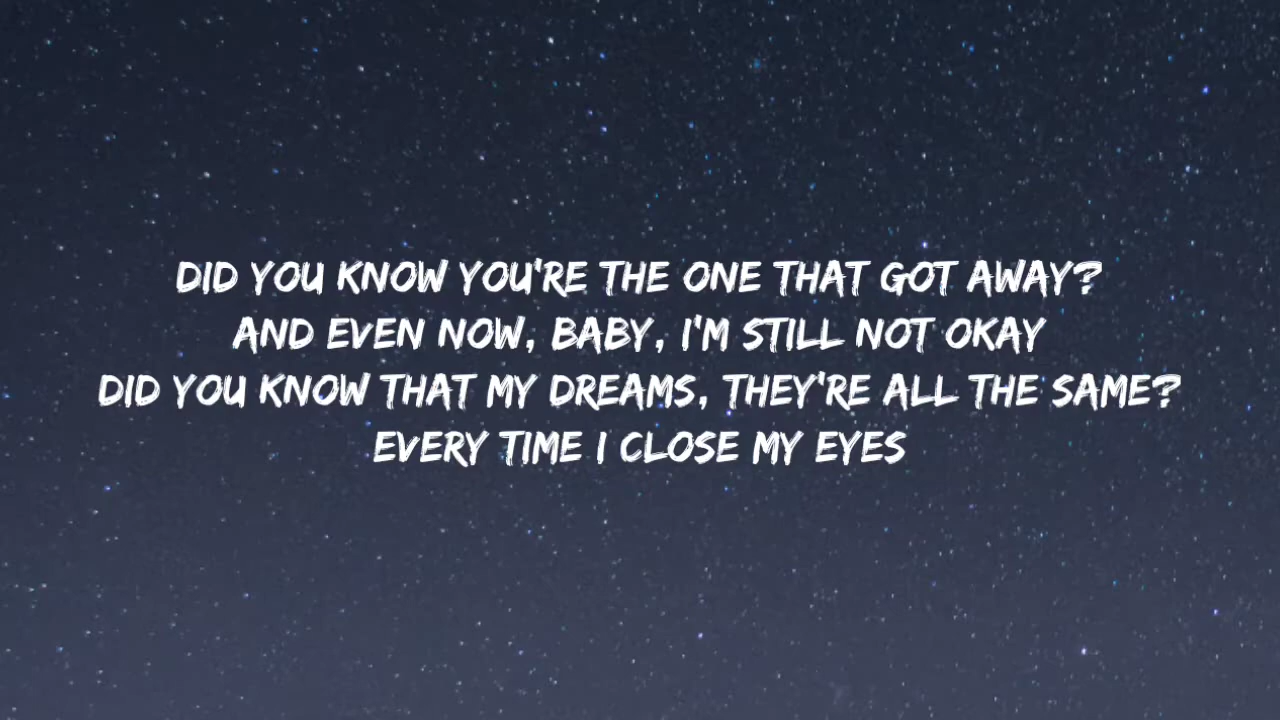 DID YOU KNOW YOU'RE THE ONE THAT GOT AWAY?
AND EVEN NOW, BABY, I'M STILL NOT OKAY
DID YOU KNOW THAT MY DREAMS, THEY'RE ALL THE SAME?
EVERY TIME I CLOSE MY EYES